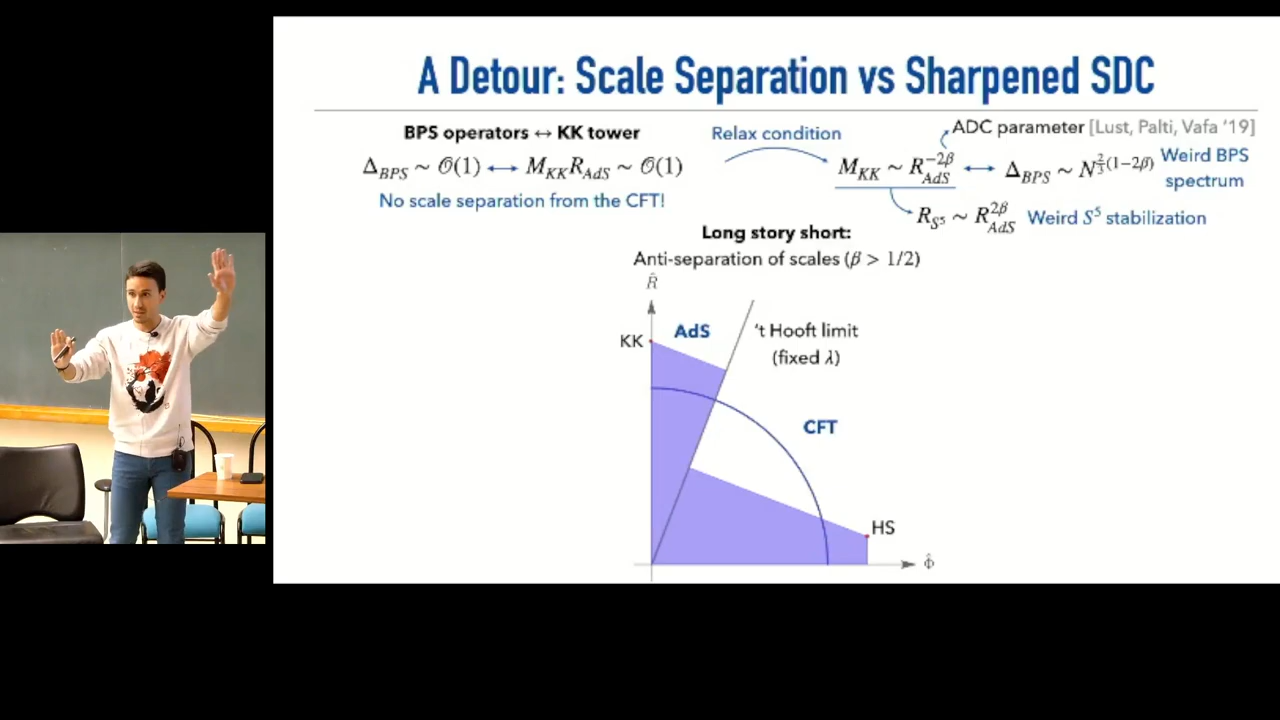 A Detour: Scale Separation vs Sharpened SDC
BPS operators ↔ KK tower
Δ_BPS ~ 𝒪(1) ⟷ M_KK R_AdS ~ 𝒪(1)
No scale separation from the CFT!
Relax condition
ADC parameter [Lust, Palti, Vafa '19]
M_KK ~ R_AdS^{-2β} ⟷ Δ_BPS ~ N^{\frac{2}{3}(1-2β)} Weird BPS
spectrum
R_{S^5} ~ R_AdS^{2β} Weird S^5 stabilization
Long story short:
Anti-separation of scales (β > 1/2)
R̂
KK
AdS
't Hooft limit
(fixed λ)
CFT
HS
Φ̂